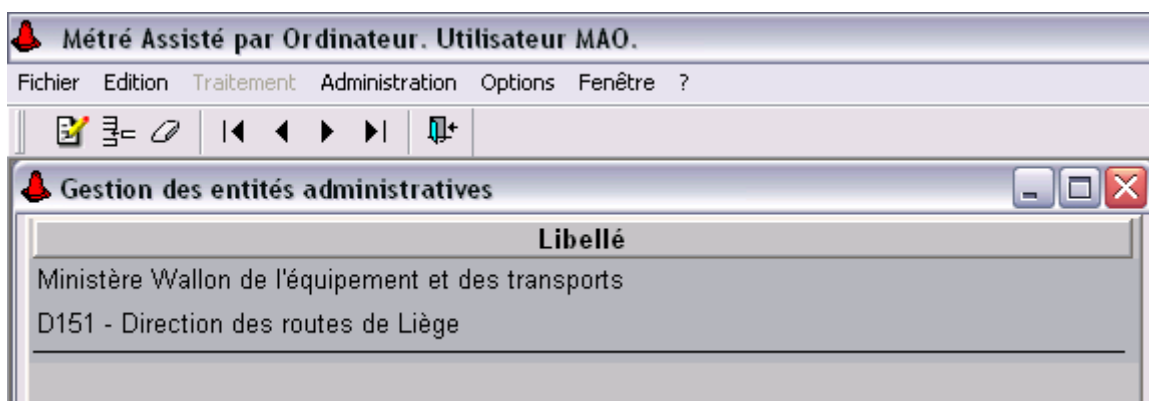 Métré Assisté par Ordinateur. Utilisateur MAO.
Fichier Edition Traitement Administration Options Fenêtre ?
Gestion des entités administratives
Libellé
Ministère Wallon de l'équipement et des transports
D151 - Direction des routes de Liège